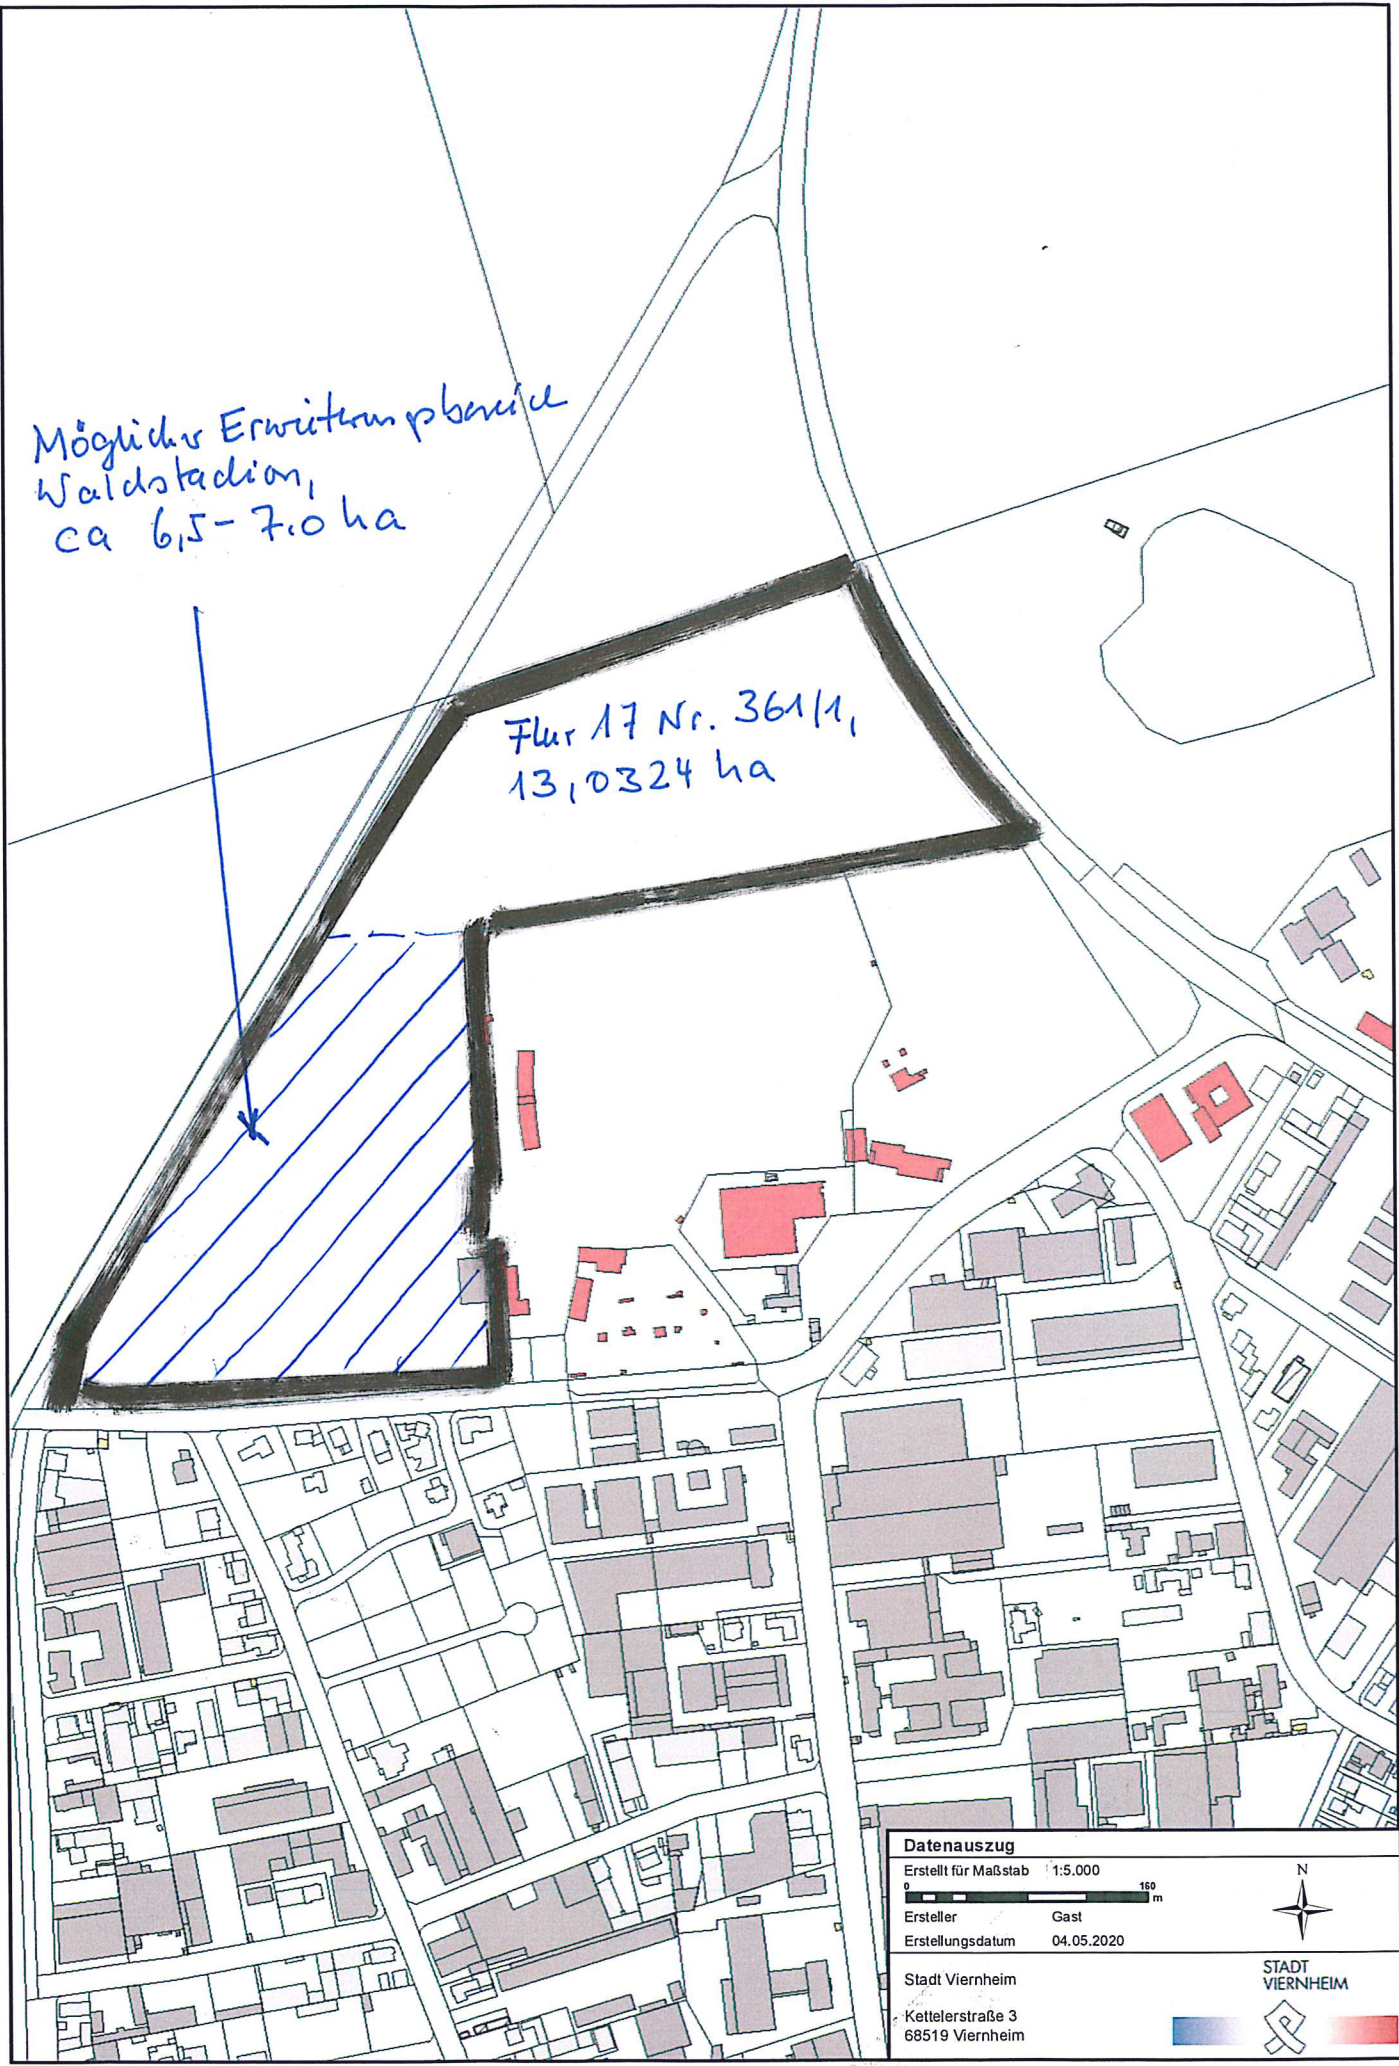 Möglicher Erweiterungsbereich
Waldstadion,
ca 6,5-7,0 ha
Flur 17 Nr. 361/1,
13,0324 ha
Datenauszug
Erstellt für Maßstab 1:5.000
0 160
m
Ersteller Gast
Erstellungsdatum 04.05.2020
N
Stadt Viernheim
Kettelerstraße 3
68519 Viernheim
STADT
VIERNHEIM